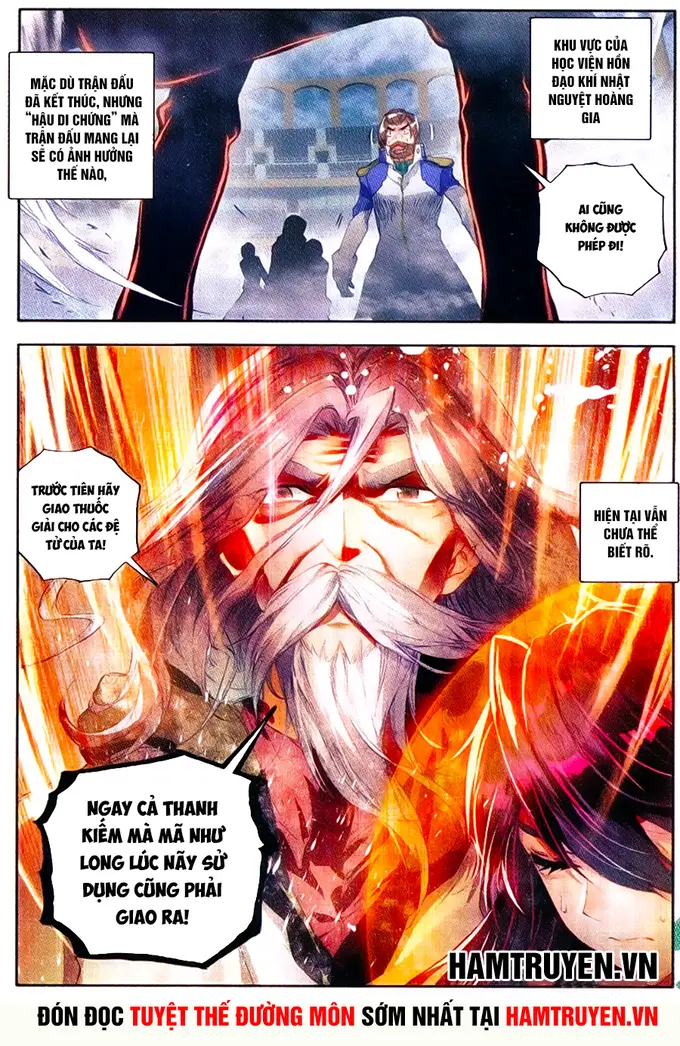 MẶC DÙ TRẬN ĐẤU
ĐÃ KẾT THÚC, NHƯNG
“HẬU DI CHỨNG” MÀ
TRẬN ĐẤU MANG LẠI
SẼ CÓ ẢNH HƯỞNG
THẾ NÀO,
KHU VỰC CỦA
HỌC VIỆN HỒN
ĐẠO KHÍ NHẬT
NGUYỆT HOÀNG
GIA
AI CŨNG
KHÔNG ĐƯỢC
PHÉP ĐI!
TRƯỚC TIÊN HÃY
GIAO THUỐC
GIẢI CHO CÁC ĐỆ
TỬ CỦA TA!
HIỆN TẠI VẪN
CHƯA THỂ
BIẾT RÕ.
NGAY CẢ THANH
KIẾM MÀ MÃ NHƯ
LONG LÚC NÃY SỬ
DỤNG CŨNG PHẢI
GIAO RA!
HAMTRUYEN.VN
ĐÓN ĐỌC TUYỆT THẾ ĐƯỜNG MÔN SỚM NHẤT TẠI HAMTRUYEN.VN